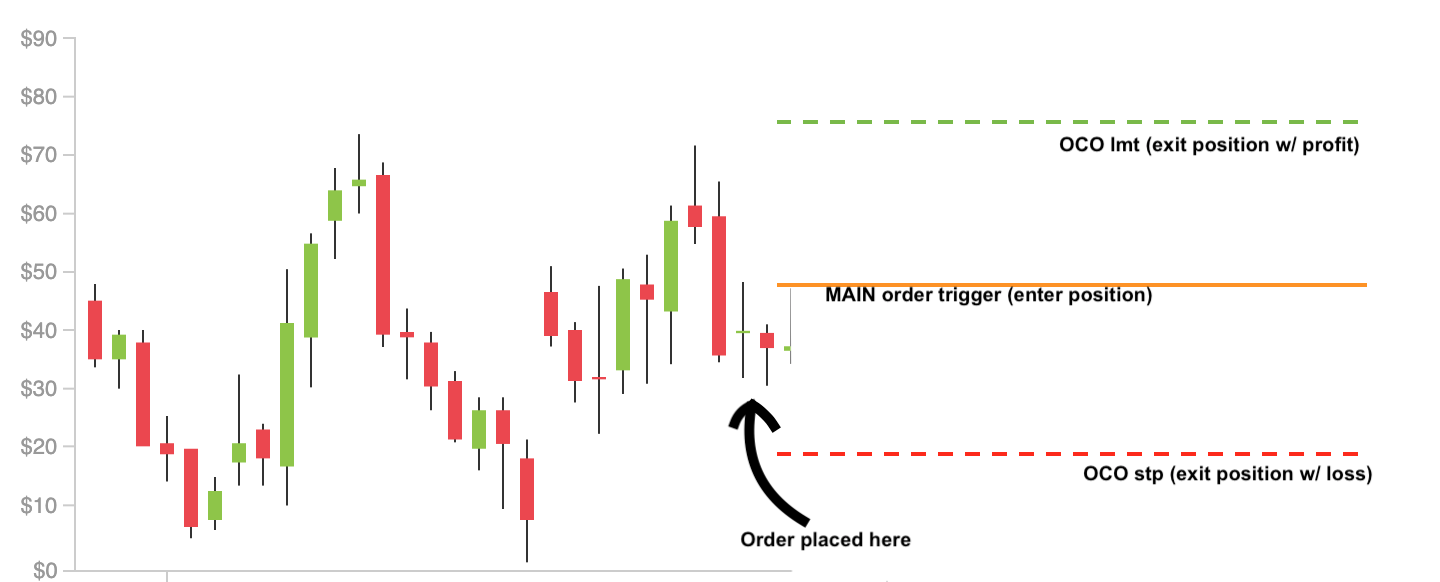 $90
$80
OCO lmt (exit position w/ profit)
$70
$60
$50
MAIN order trigger (enter position)
$40
$30
$20
OCO stp (exit position w/ loss)
$10
Order placed here
$0